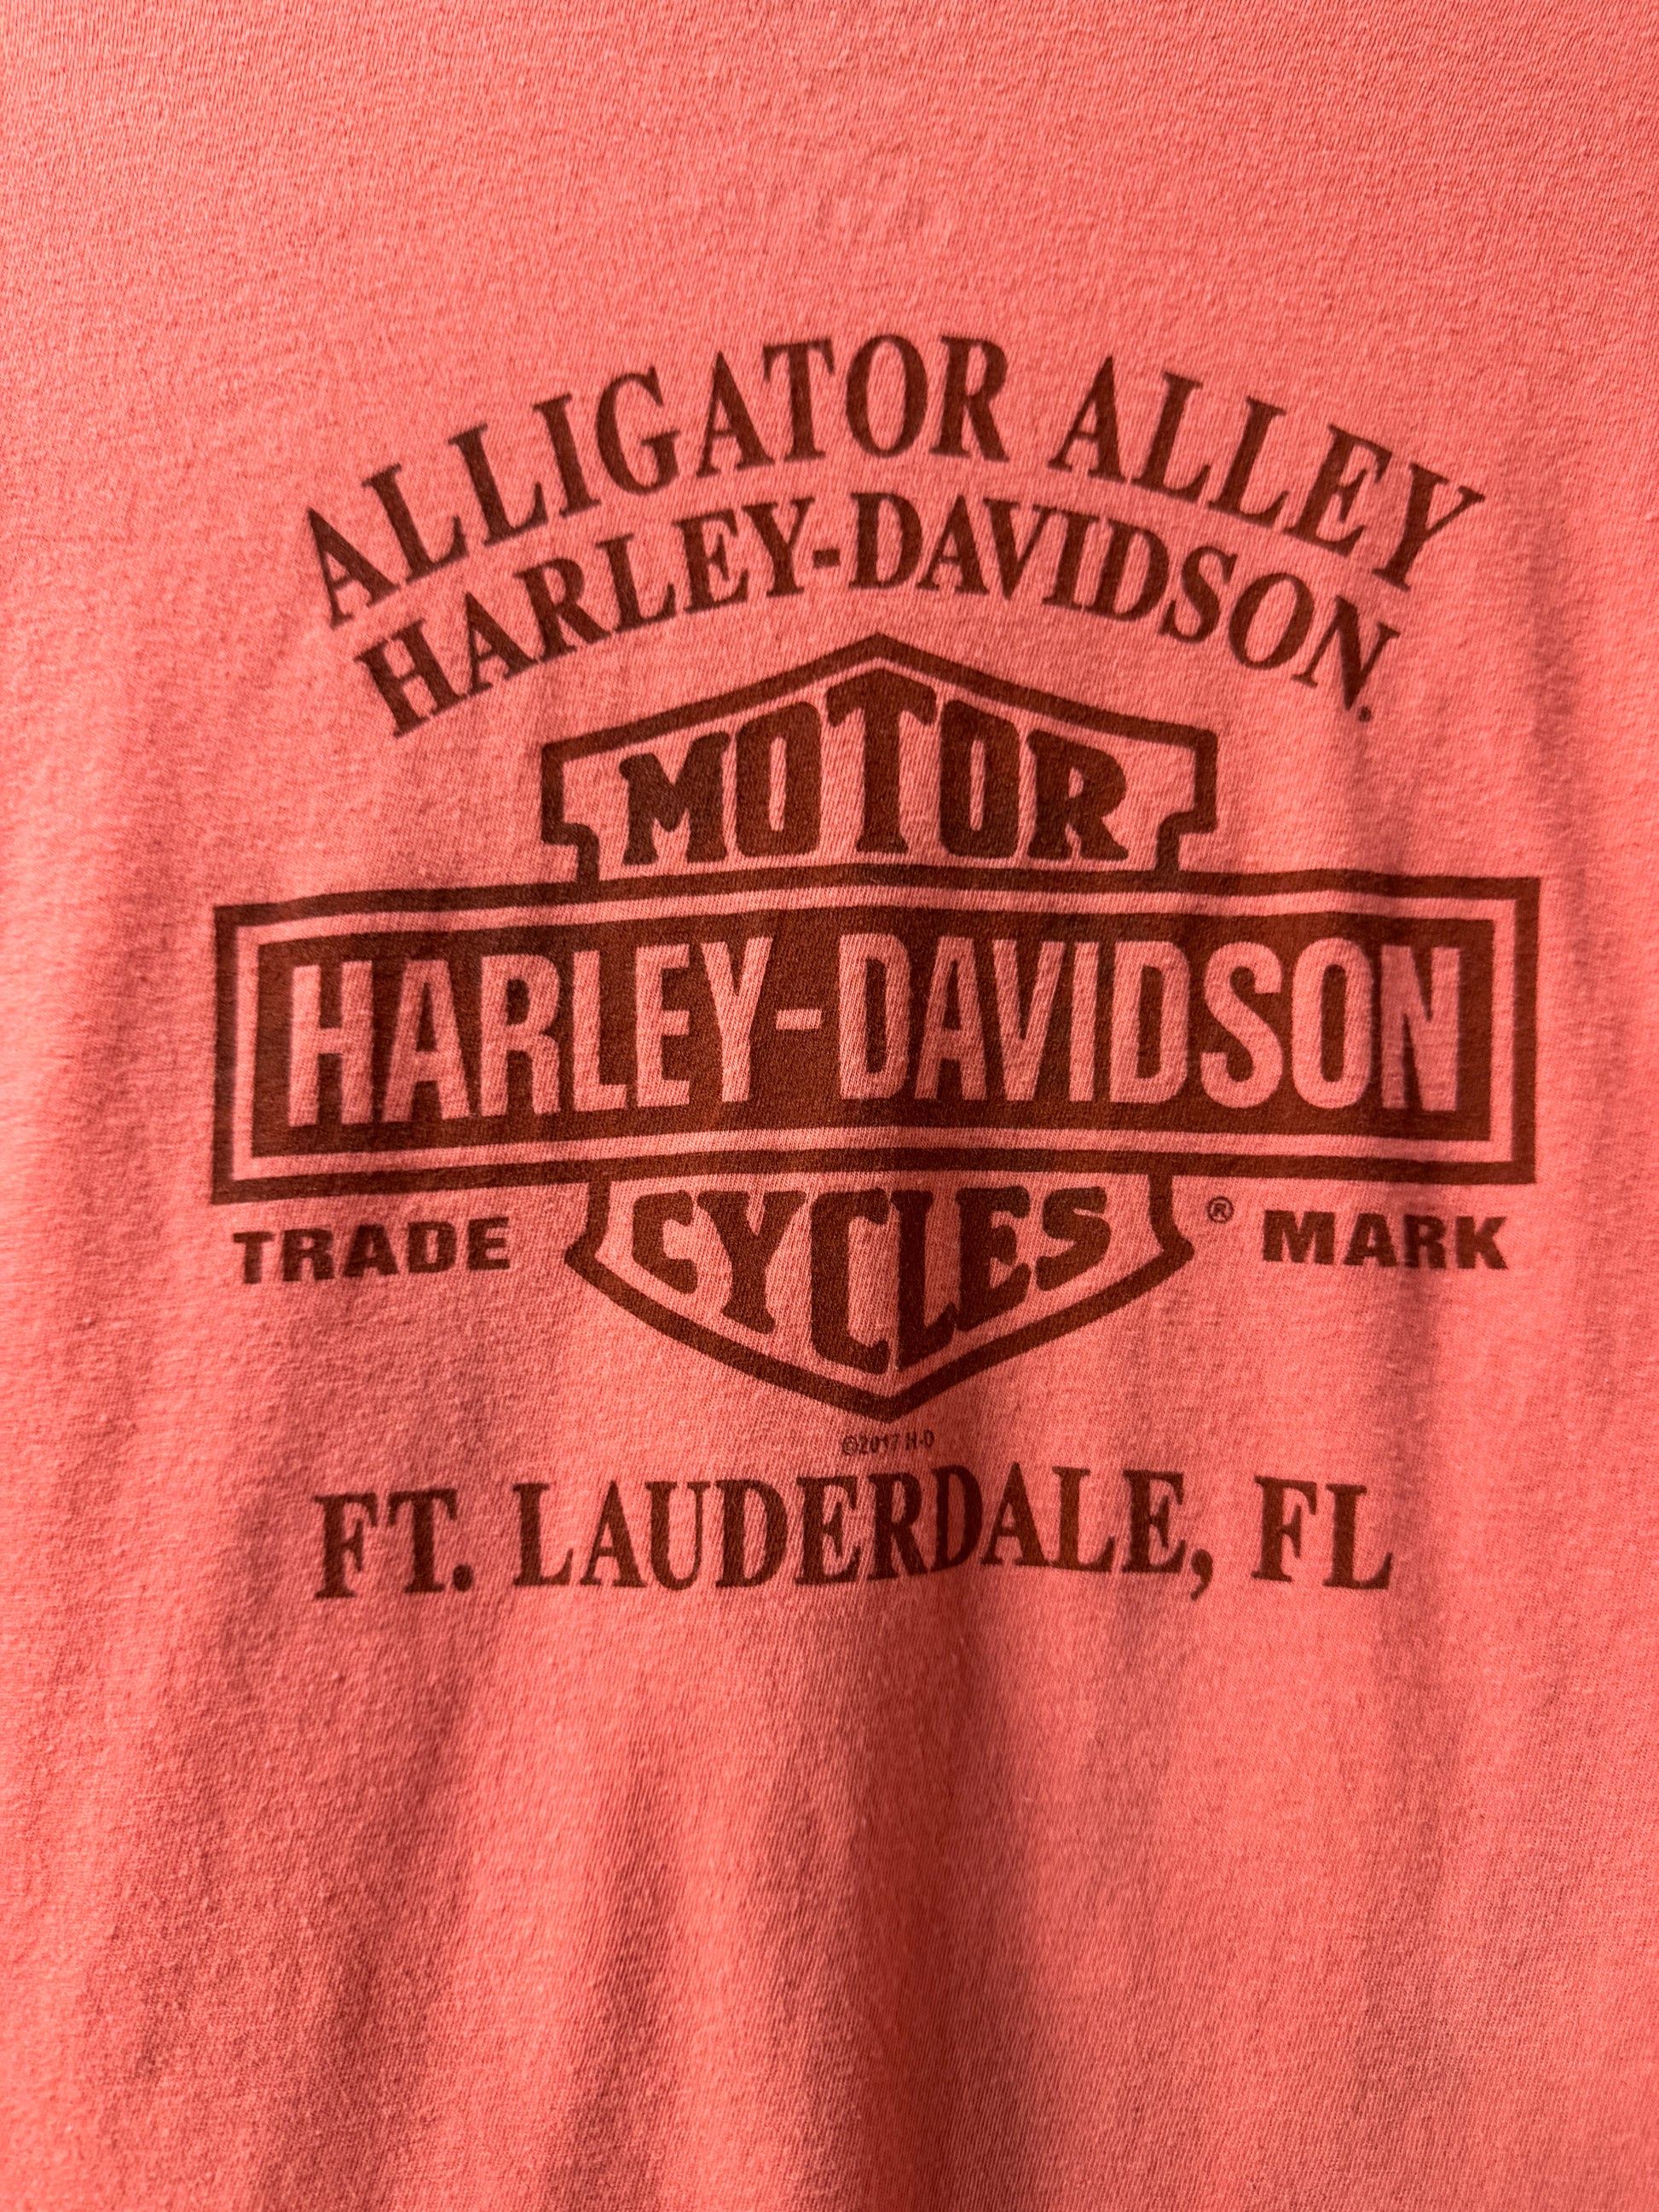 ALLIGATOR ALLEY
HARLEY-DAVIDSON.
MOTOR
HARLEY-DAVIDSON
CYCLES
TRADE ® MARK
©2017 H-D
FT. LAUDERDALE, FL